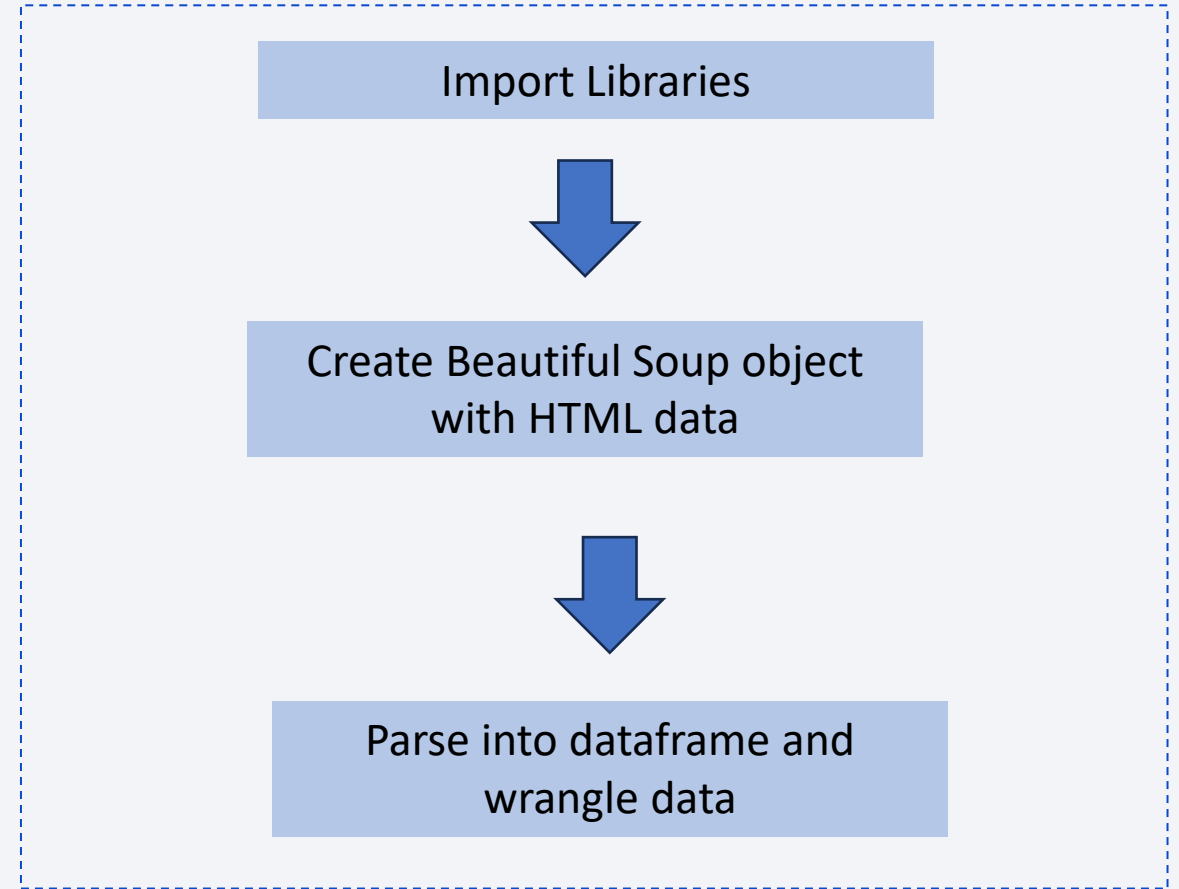 Import Libraries
Create Beautiful Soup object
with HTML data
Parse into dataframe and
wrangle data